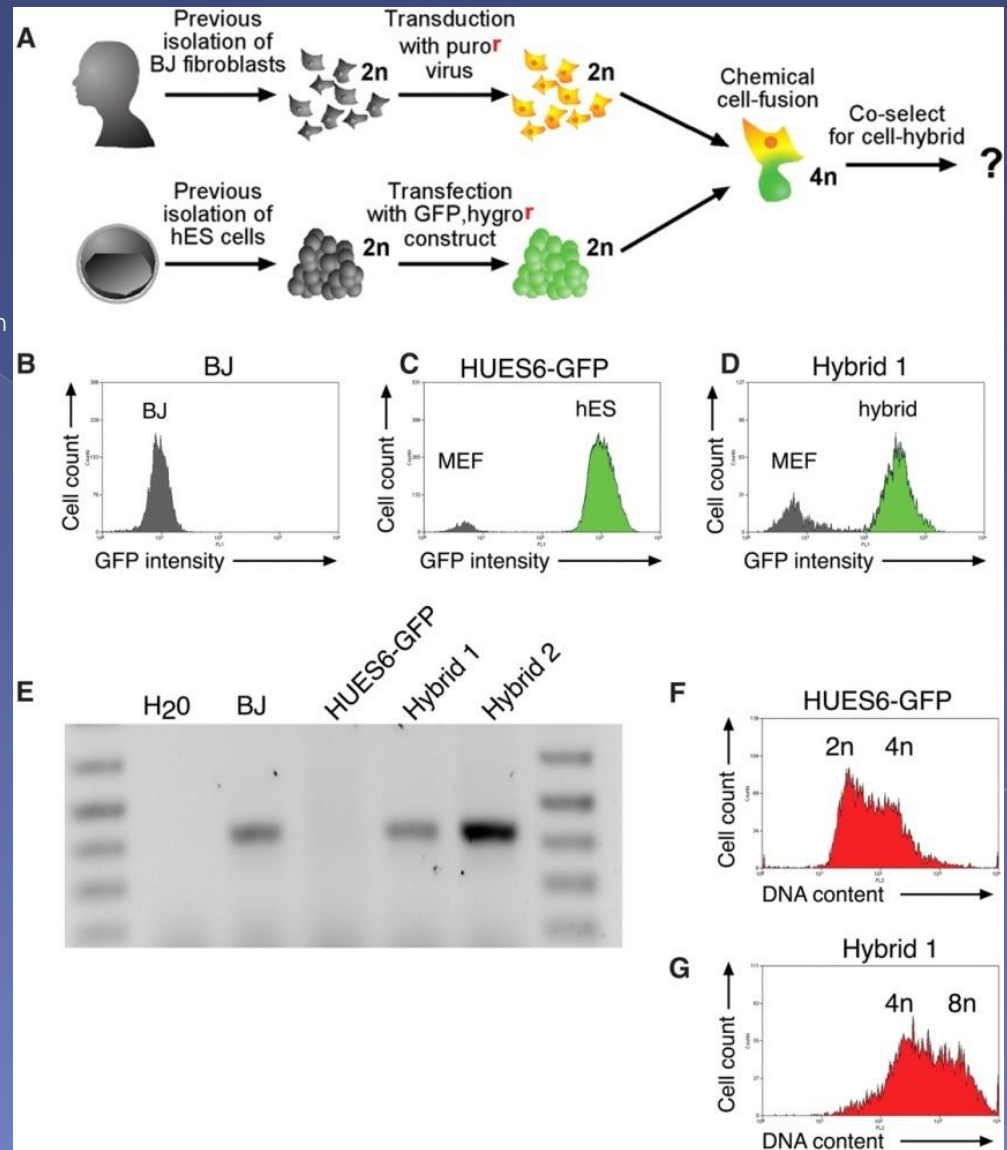 A
Previous
isolation of
BJ fibroblasts
2n
Transduction
with puror
virus
2n
Chemical
cell-fusion
4n
Co-select
for cell-hybrid
?
Previous
isolation of
hES cells
2n
Transfection
with GFP,hygror
construct
2n
n
B
BJ
BJ
Cell count
Counts
GFP intensity
C
HUES6-GFP
hES
MEF
Cell count
GFP intensity
D
Hybrid 1
hybrid
MEF
Cell count
GFP intensity
E
H20
BJ
HUES6-GFP
Hybrid 1
Hybrid 2
F
HUES6-GFP
2n 4n
Cell count
DNA content
G
Hybrid 1
4n 8n
Cell count
DNA content